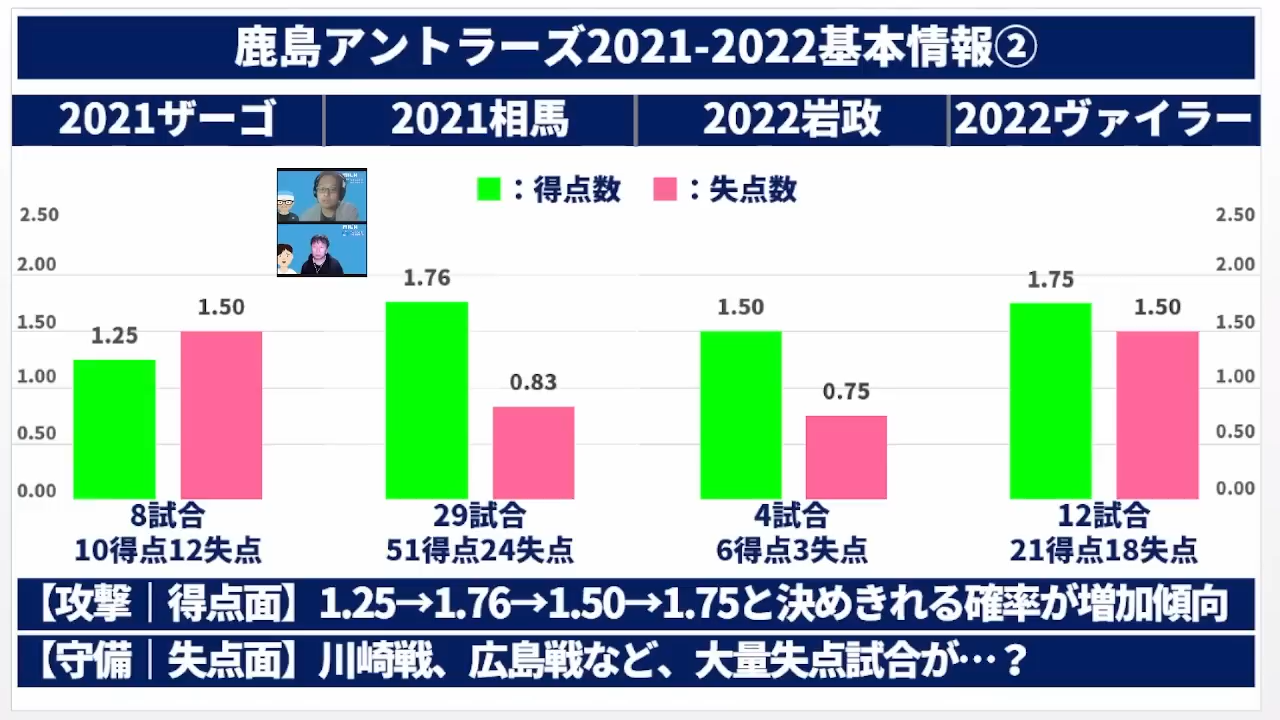 鹿島アントラーズ2021-2022基本情報②
2021ザーゴ
2021相馬
2022岩政
2022ヴァイラー
：得点数
：失点数
2.50
2.00
1.50
1.00
0.50
0.00
2.50
2.00
1.50
1.00
0.50
0.00
1.25
1.50
1.76
0.83
1.50
0.75
1.75
1.50
8試合
10得点12失点
29試合
51得点24失点
4試合
6得点3失点
12試合
21得点18失点
【攻撃｜得点面】1.25→1.76→1.50→1.75と決めきれる確率が増加傾向
【守備｜失点面】川崎戦、広島戦など、大量失点試合が…？